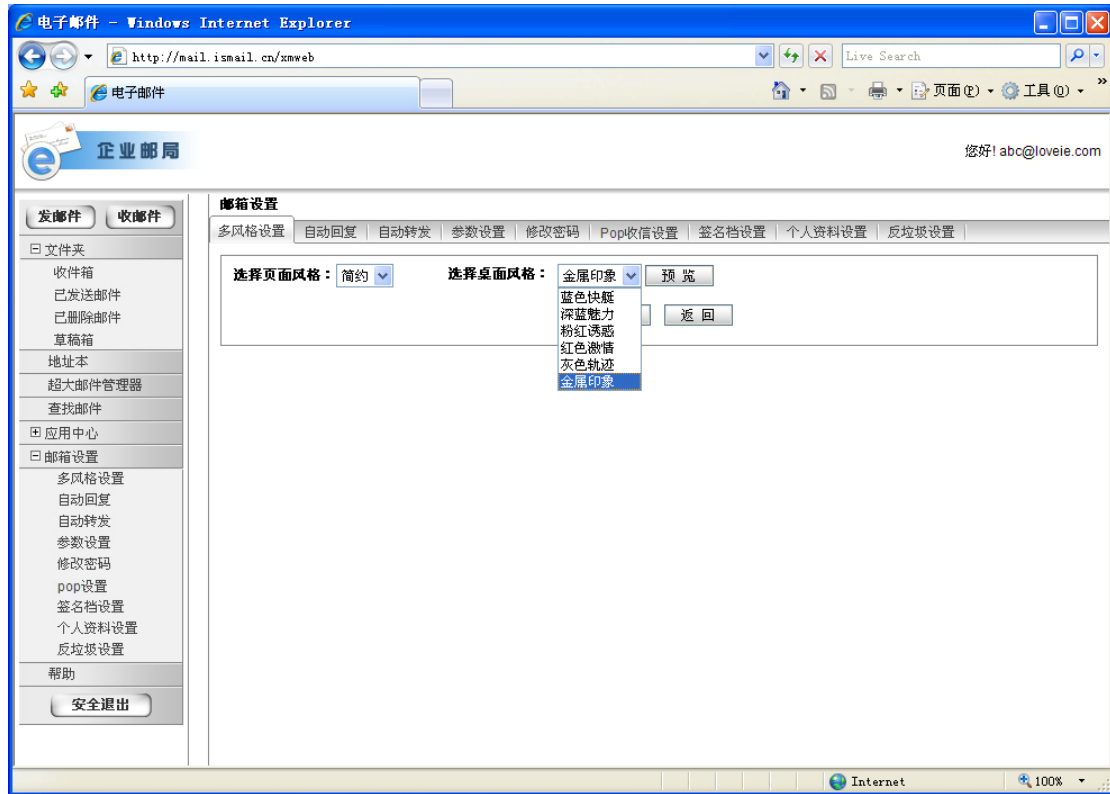 电子邮件 - Windows Internet Explorer
http://mail.ismail.cn/xmweb
Live Search
电子邮件
页面(P)
工具(O)
»
企业邮局
您好! abc@loveie.com
发邮件 收邮件
文件夹
收件箱
已发送邮件
已删除邮件
草稿箱
地址本
超大邮件管理器
查找邮件
应用中心
邮箱设置
多风格设置
自动回复
自动转发
参数设置
修改密码
pop设置
签名档设置
个人资料设置
反垃圾设置
帮助
安全退出
邮箱设置
多风格设置 自动回复 自动转发 参数设置 修改密码 Pop收信设置 签名档设置 个人资料设置 反垃圾设置
选择页面风格：简约 选择桌面风格： 金属印象 预 览
蓝色快艇
深蓝魅力
粉红诱惑
红色激情
灰色轨迹
金属印象
返 回
Internet
100%